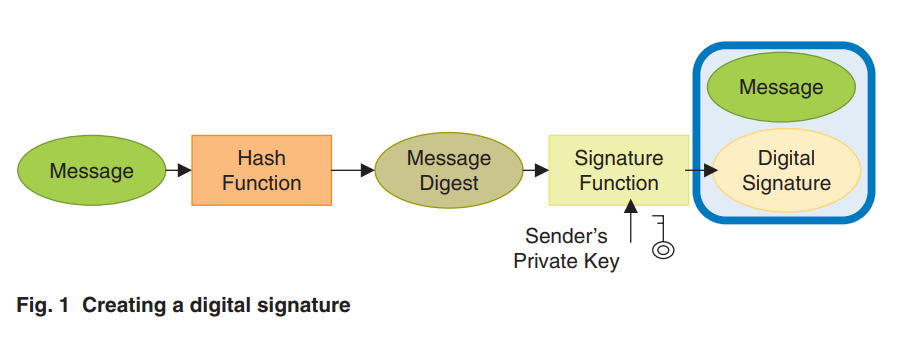 Message
Hash
Function
Message
Digest
Signature
Function
Message
Digital
Signature
Sender's
Private Key
Fig. 1 Creating a digital signature